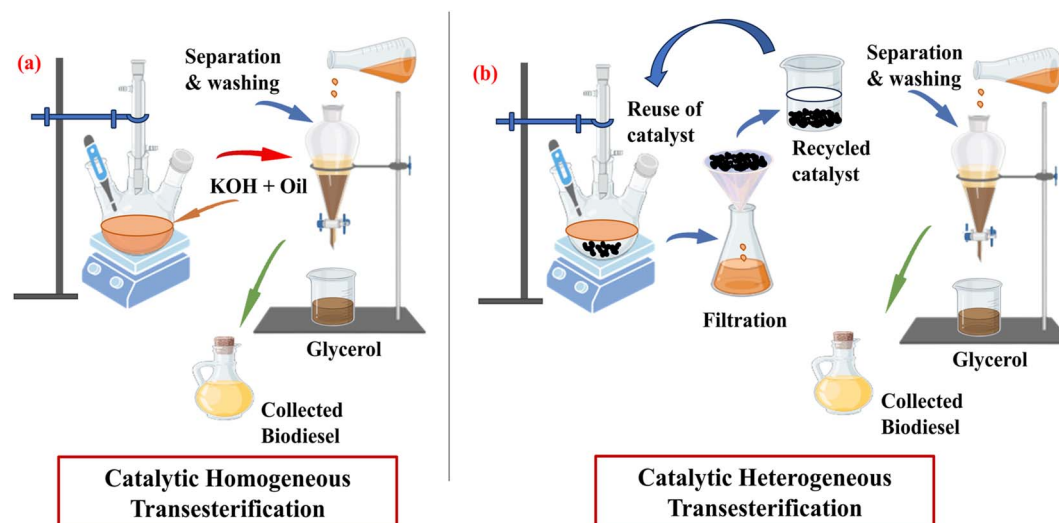 (a)
Separation
& washing
KOH + Oil
Glycerol
Collected
Biodiesel
Catalytic Homogeneous
Transesterification
(b)
Reuse of
catalyst
Recycled
catalyst
Separation
& washing
Filtration
Glycerol
Collected
Biodiesel
Catalytic Heterogeneous
Transesterification